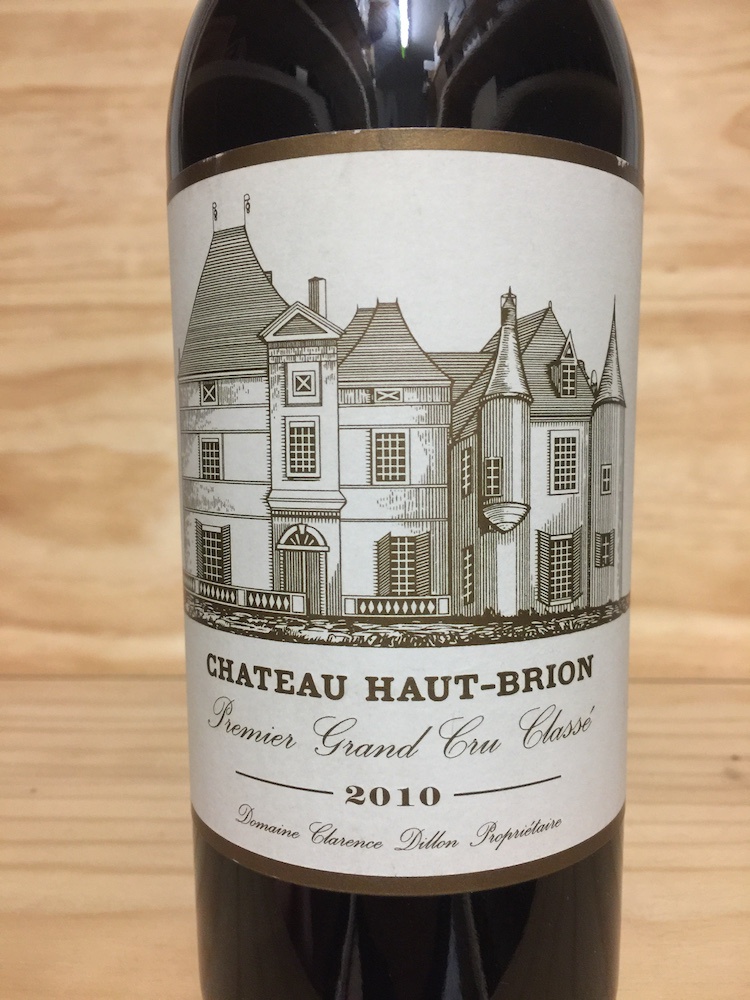 CHATEAU HAUT-BRION
Premier Grand Cru Classé
2010
Domaine Clarence Dillon Propriétaire